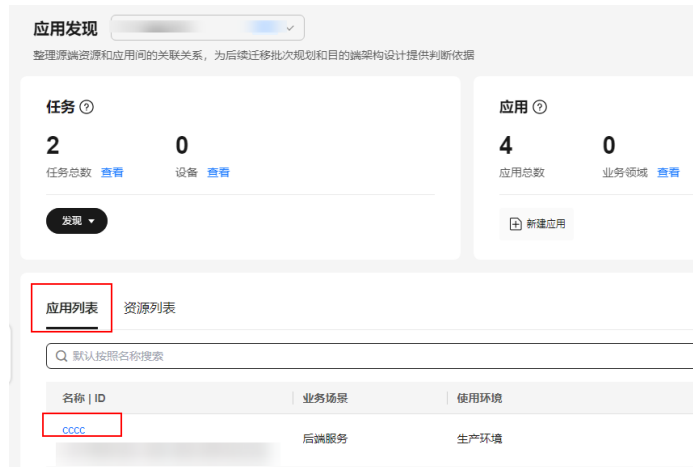 应用发现
整理源端资源和应用间的关联关系，为后续迁移批次规划和目的端架构设计提供判断依据
任务
2 0
任务总数 查看 设备 查看
发现
应用
4 0
应用总数 业务领域 查看
新建应用
应用列表 资源列表
默认按照名称搜索
名称 | ID 业务场景 使用环境
cccc
后端服务 生产环境